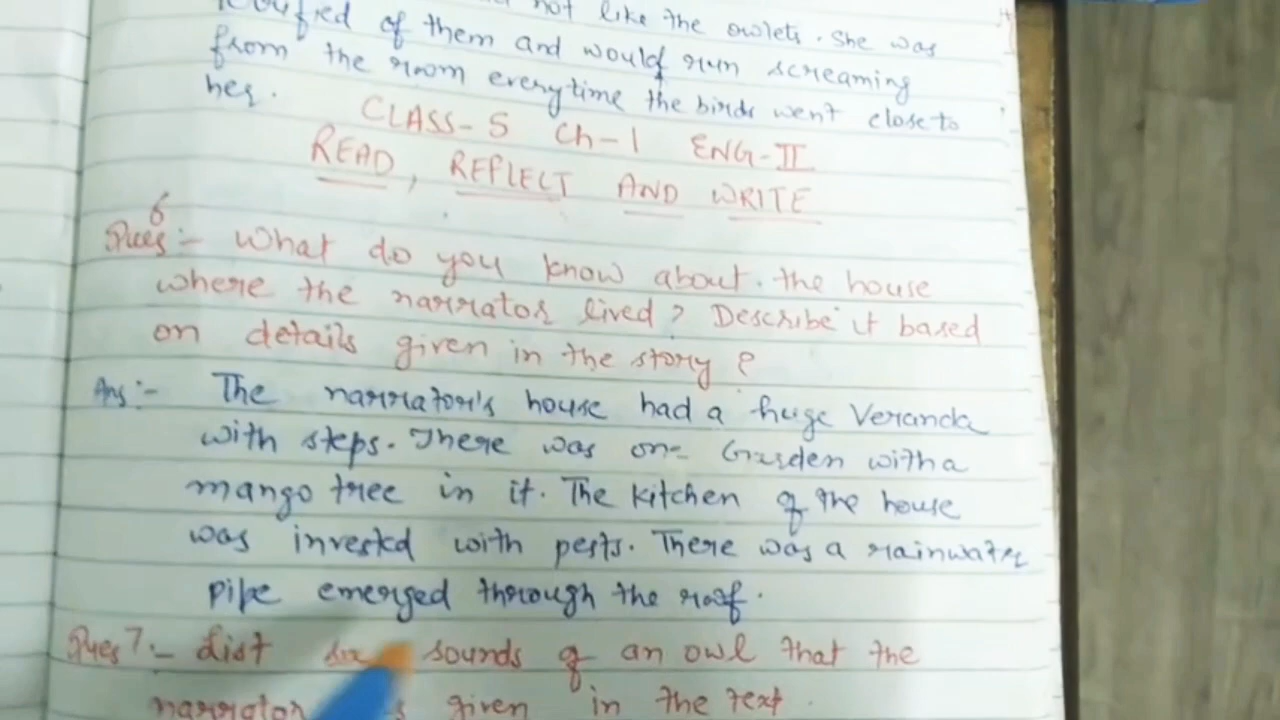 not like the owlets. She was
of them and would run screaming
from the room everytime the birds went close to
her.
CLASS-5 Ch-1 ENG-II
READ, REFLECT AND WRITE
Ques 6 :- What do you know about. the house
where the narrator lived? Describe it based
on details given in the story ?
Ans :- The narrator's house had a huge Veranda
with steps. There was one Garden with a
mango tree in it. The kitchen of the house
was invested with pests. There was a rainwater
pipe emerged through the roof.
Ques 7 :- List six sounds of an owl that the
narrator given in the text.